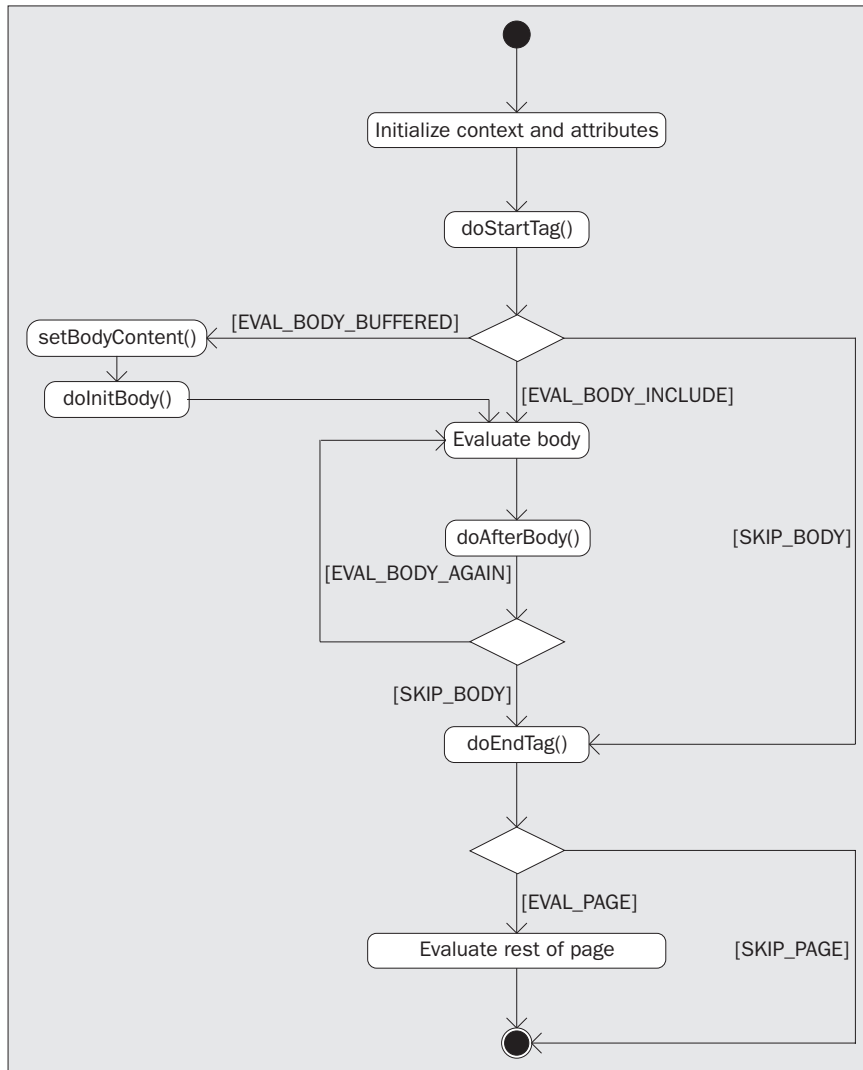 Initialize context and attributes
doStartTag()
[EVAL_BODY_BUFFERED]
setBodyContent()
doInitBody()
[EVAL_BODY_INCLUDE]
Evaluate body
doAfterBody()
[SKIP_BODY]
[EVAL_BODY_AGAIN]
[SKIP_BODY]
doEndTag()
[EVAL_PAGE]
Evaluate rest of page
[SKIP_PAGE]